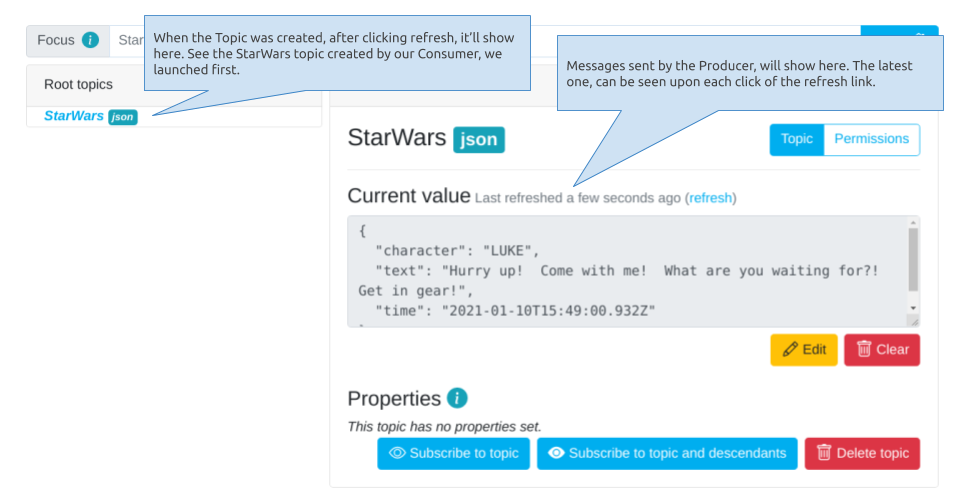 When the Topic was created, after clicking refresh, it'll show
here. See the StarWars topic created by our Consumer, we
launched first.
Focus i Star
Messages sent by the Producer, will show here. The latest
one, can be seen upon each click of the refresh link.
Root topics
StarWars json
StarWars json
Topic Permissions
Current value Last refreshed a few seconds ago (refresh)
{
"character": "LUKE",
"text": "Hurry up!  Come with me!  What are you waiting for?!
Get in gear!",
"time": "2021-01-10T15:49:00.932Z"
Edit Clear
Properties i
This topic has no properties set.
Subscribe to topic Subscribe to topic and descendants Delete topic